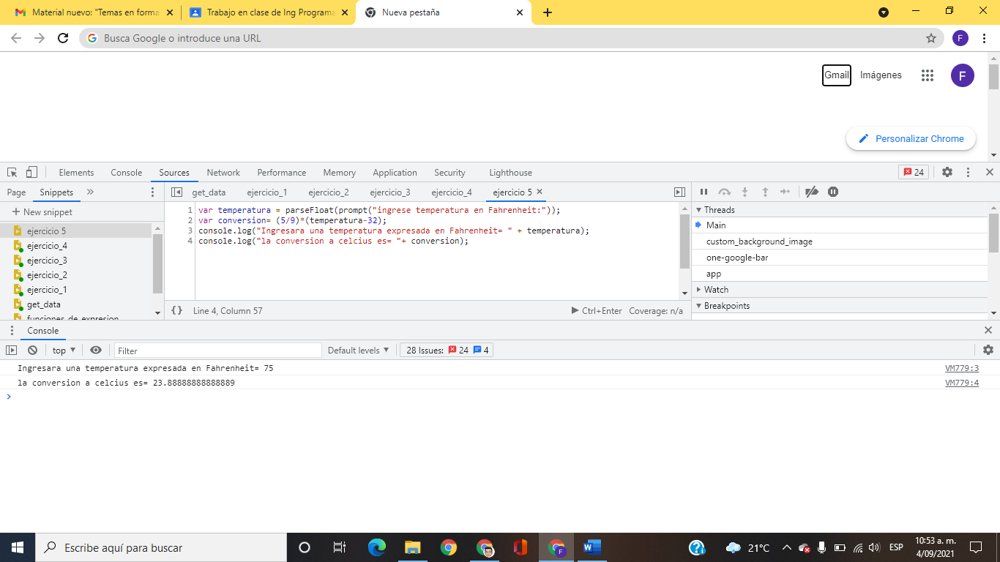 Material nuevo: "Temas en forma
Trabajo en clase de Ing Programa
Nueva pestaña
Busca Google o introduce una URL
F
Gmail
Imágenes
F
Personalizar Chrome
Elements
Console
Sources
Network
Performance
Memory
Application
Security
Lighthouse
24
Page
Snippets
get_data
ejercicio_1
ejercicio_2
ejercicio_3
ejercicio_4
ejercicio 5
New snippet
ejercicio 5
ejercicio_4
ejercicio_3
ejercicio_2
ejercicio_1
get_data
funciones_de_expresion
1 var temperatura = parseFloat(prompt("ingrese temperatura en Fahrenheit:"));
2 var conversion= (5/9)*(temperatura-32);
3 console.log("Ingresara una temperatura expresada en Fahrenheit= " + temperatura);
4 console.log("la conversion a celcius es= "+ conversion);
{} Line 4, Column 57
Ctrl+Enter
Coverage: n/a
Threads
Main
custom_background_image
one-google-bar
app
Watch
Breakpoints
Console
top
Filter
Default levels
28 Issues: 24 4
Ingresara una temperatura expresada en Fahrenheit= 75 VM779:3
la conversion a celcius es= 23.88888888888889 VM779:4
Escribe aquí para buscar
F
21°C
ESP
10:53 a. m.
4/09/2021